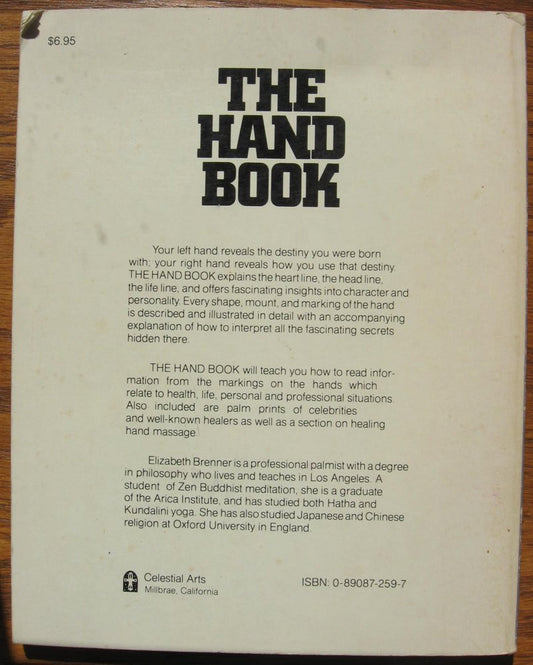 $6.95
THE
HAND
BOOK
Your left hand reveals the destiny you were born
with; your right hand reveals how you use that destiny.
THE HAND BOOK explains the heart line, the head line,
the life line, and offers fascinating insights into character and
personality. Every shape, mount, and marking of the hand
is described and illustrated in detail with an accompanying
explanation of how to interpret all the fascinating secrets
hidden there.
THE HAND BOOK will teach you how to read infor-
mation from the markings on the hands which
relate to health, life, personal and professional situations.
Also included are palm prints of celebrities
and well-known healers as well as a section on healing
hand massage.
Elizabeth Brenner is a professional palmist with a degree
in philosophy who lives and teaches in Los Angeles. A
student of Zen Buddhist meditation, she is a graduate
of the Arica Institute, and has studied both Hatha and
Kundalini yoga. She has also studied Japanese and Chinese
religion at Oxford University in England.
Celestial Arts
Millbrae, California
ISBN: 0-89087-259-7